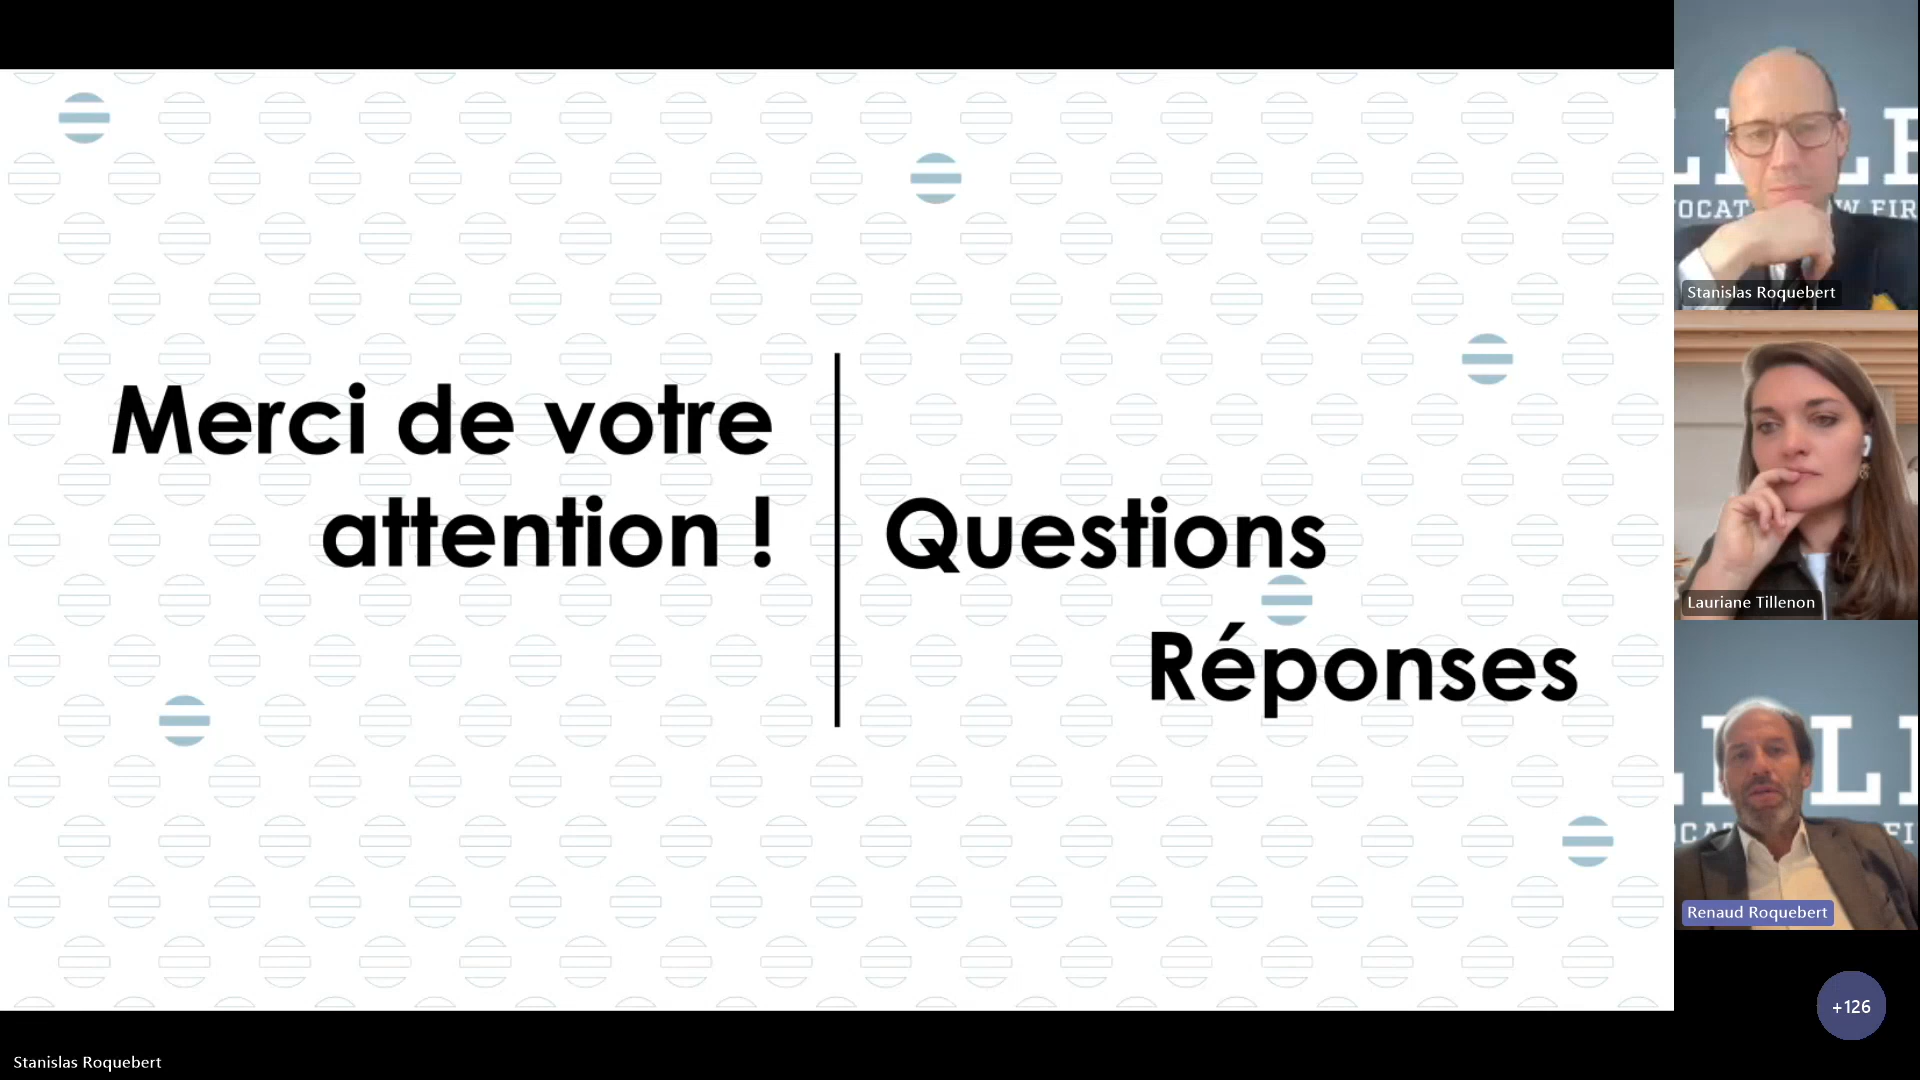 Merci de votre
attention !
Questions
Réponses
Stanislas Roquebert
Lauriane Tillenon
Renaud Roquebert
+126
Stanislas Roquebert